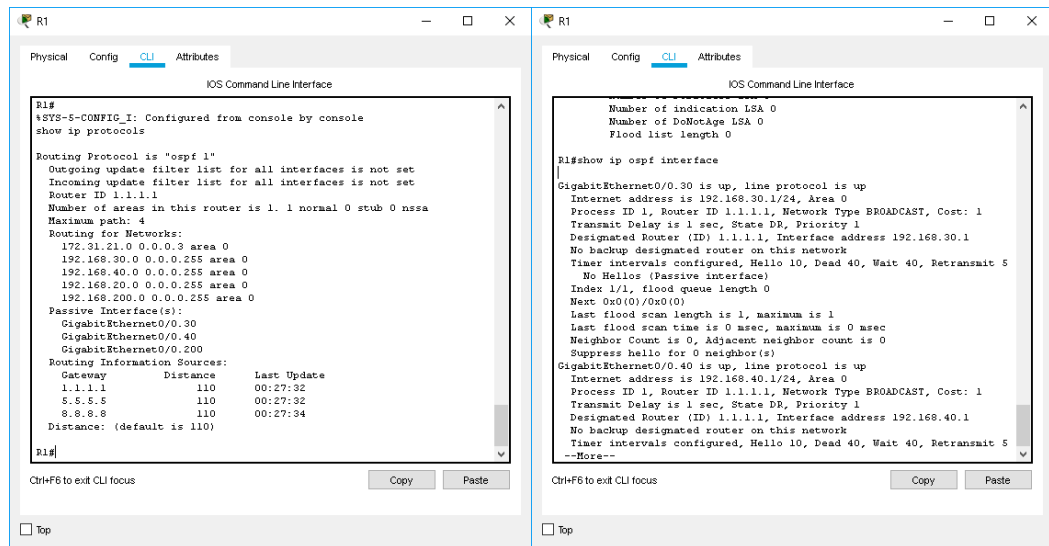 R1
Physical Config CLI Attributes
IOS Command Line Interface
R1#
%SYS-5-CONFIG_I: Configured from console by console
show ip protocols
Routing Protocol is "ospf 1"
Outgoing update filter list for all interfaces is not set
Incoming update filter list for all interfaces is not set
Router ID 1.1.1.1
Number of areas in this router is 1. 1 normal 0 stub 0 nssa
Maximum path: 4
Routing for Networks:
172.31.21.0 0.0.0.3 area 0
192.168.30.0 0.0.0.255 area 0
192.168.40.0 0.0.0.255 area 0
192.168.20.0 0.0.0.255 area 0
192.168.200.0 0.0.0.255 area 0
Passive Interface(s):
GigabitEthernet0/0.30
GigabitEthernet0/0.40
GigabitEthernet0/0.200
Routing Information Sources:
Gateway Distance Last Update
1.1.1.1 110 00:27:32
5.5.5.5 110 00:27:32
8.8.8.8 110 00:27:34
Distance: (default is 110)
R1#
Ctrl+F6 to exit CLI focus
Copy Paste
Top
R1
Physical Config CLI Attributes
IOS Command Line Interface
Number of indication LSA 0
Number of DoNotAge LSA 0
Flood list length 0
R1#show ip ospf interface
GigabitEthernet0/0.30 is up, line protocol is up
Internet address is 192.168.30.1/24, Area 0
Process ID 1, Router ID 1.1.1.1, Network Type BROADCAST, Cost: 1
Transmit Delay is 1 sec, State DR, Priority 1
Designated Router (ID) 1.1.1.1, Interface address 192.168.30.1
No backup designated router on this network
Timer intervals configured, Hello 10, Dead 40, Wait 40, Retransmit 5
No Hellos (Passive interface)
Index 1/1, flood queue length 0
Next 0x0(0)/0x0(0)
Last flood scan length is 1, maximum is 1
Last flood scan time is 0 msec, maximum is 0 msec
Neighbor Count is 0, Adjacent neighbor count is 0
Suppress hello for 0 neighbor(s)
GigabitEthernet0/0.40 is up, line protocol is up
Internet address is 192.168.40.1/24, Area 0
Process ID 1, Router ID 1.1.1.1, Network Type BROADCAST, Cost: 1
Transmit Delay is 1 sec, State DR, Priority 1
Designated Router (ID) 1.1.1.1, Interface address 192.168.40.1
No backup designated router on this network
Timer intervals configured, Hello 10, Dead 40, Wait 40, Retransmit 5
--More--
Ctrl+F6 to exit CLI focus
Copy Paste
Top